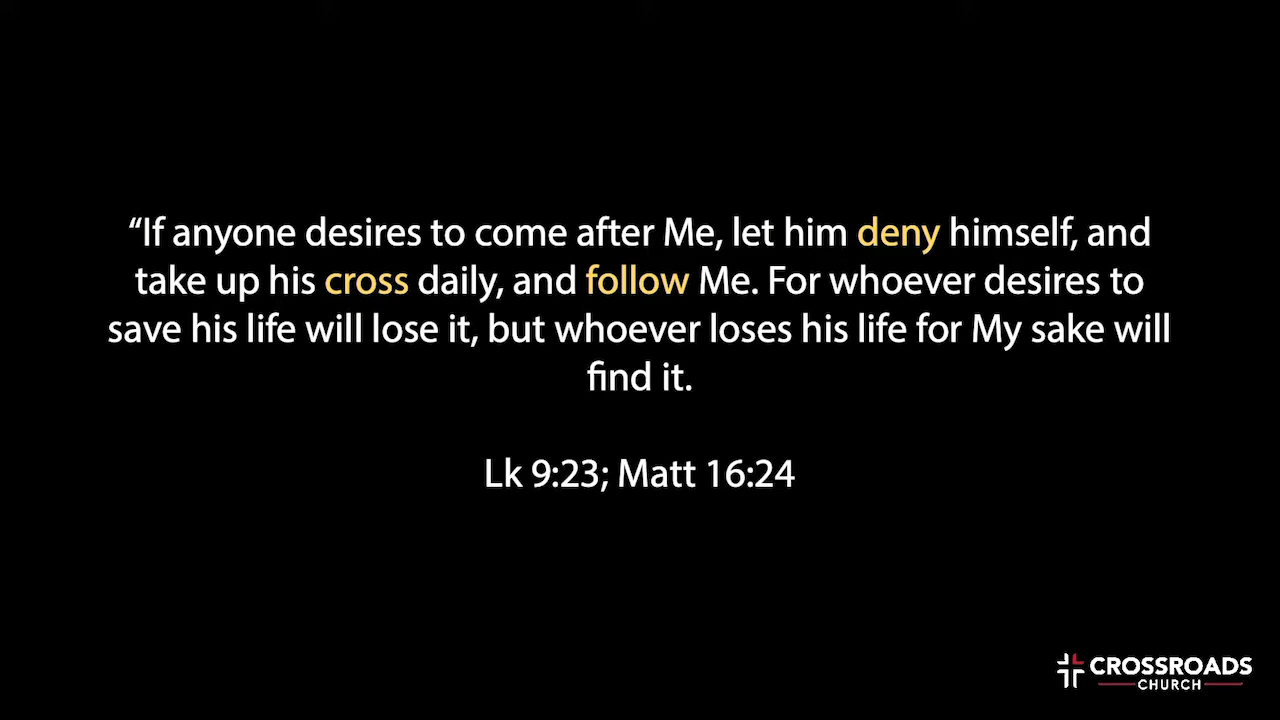 “If anyone desires to come after Me, let him deny himself, and
take up his cross daily, and follow Me. For whoever desires to
save his life will lose it, but whoever loses his life for My sake will
find it.
Lk 9:23; Matt 16:24
CROSSROADS
CHURCH